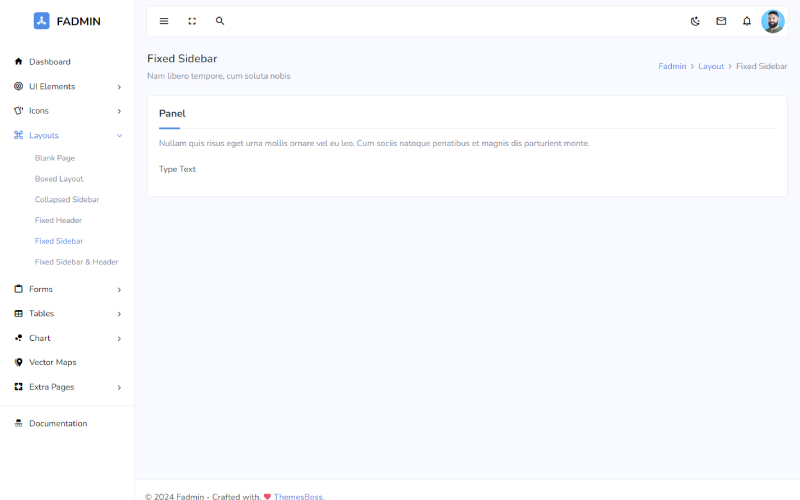 FADMIN
Dashboard
UI Elements
Icons
Layouts
Blank Page
Boxed Layout
Collapsed Sidebar
Fixed Header
Fixed Sidebar
Fixed Sidebar & Header
Forms
Tables
Chart
Vector Maps
Extra Pages
Documentation
Fixed Sidebar
Nam libero tempore, cum soluta nobis
Fadmin > Layout > Fixed Sidebar
Panel
Nullam quis risus eget urna mollis ornare vel eu leo. Cum sociis natoque penatibus et magnis dis parturient monte.
Type Text
© 2024 Fadmin - Crafted with. ❤ ThemesBoss.